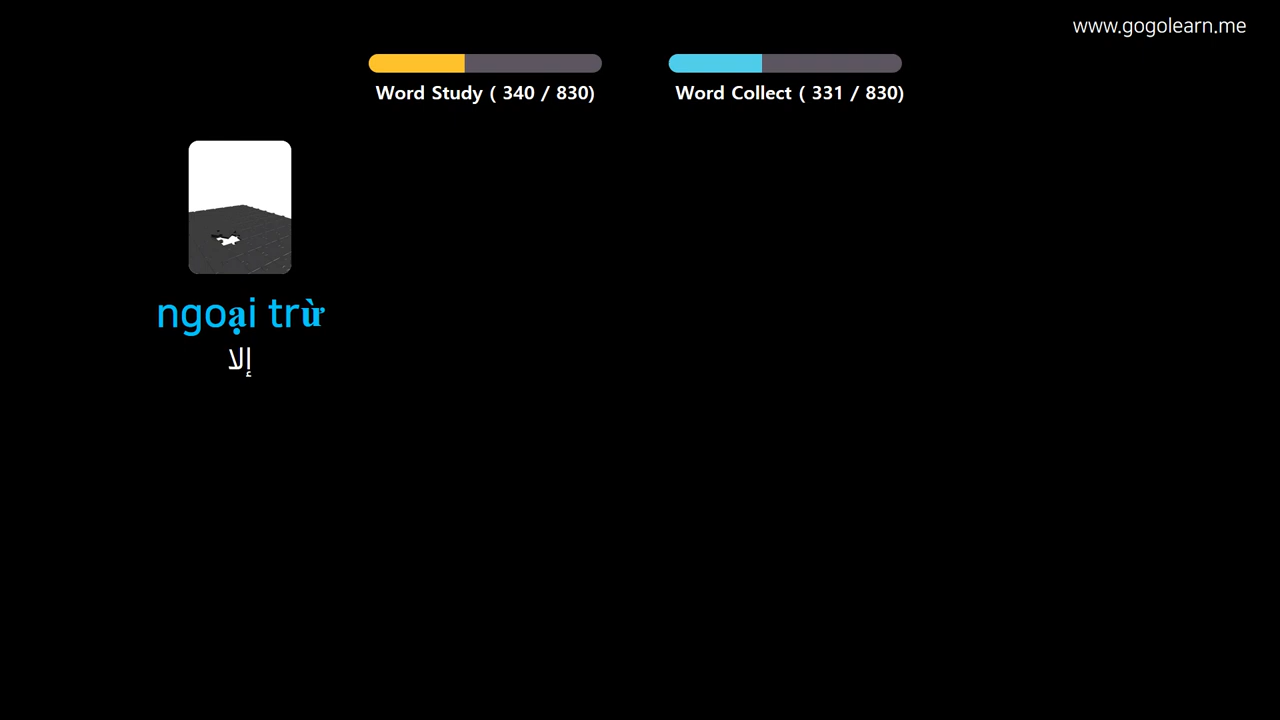 www.gogolearn.me
Word Study ( 340 / 830)
Word Collect ( 331 / 830)
ngoại trừ
إلا